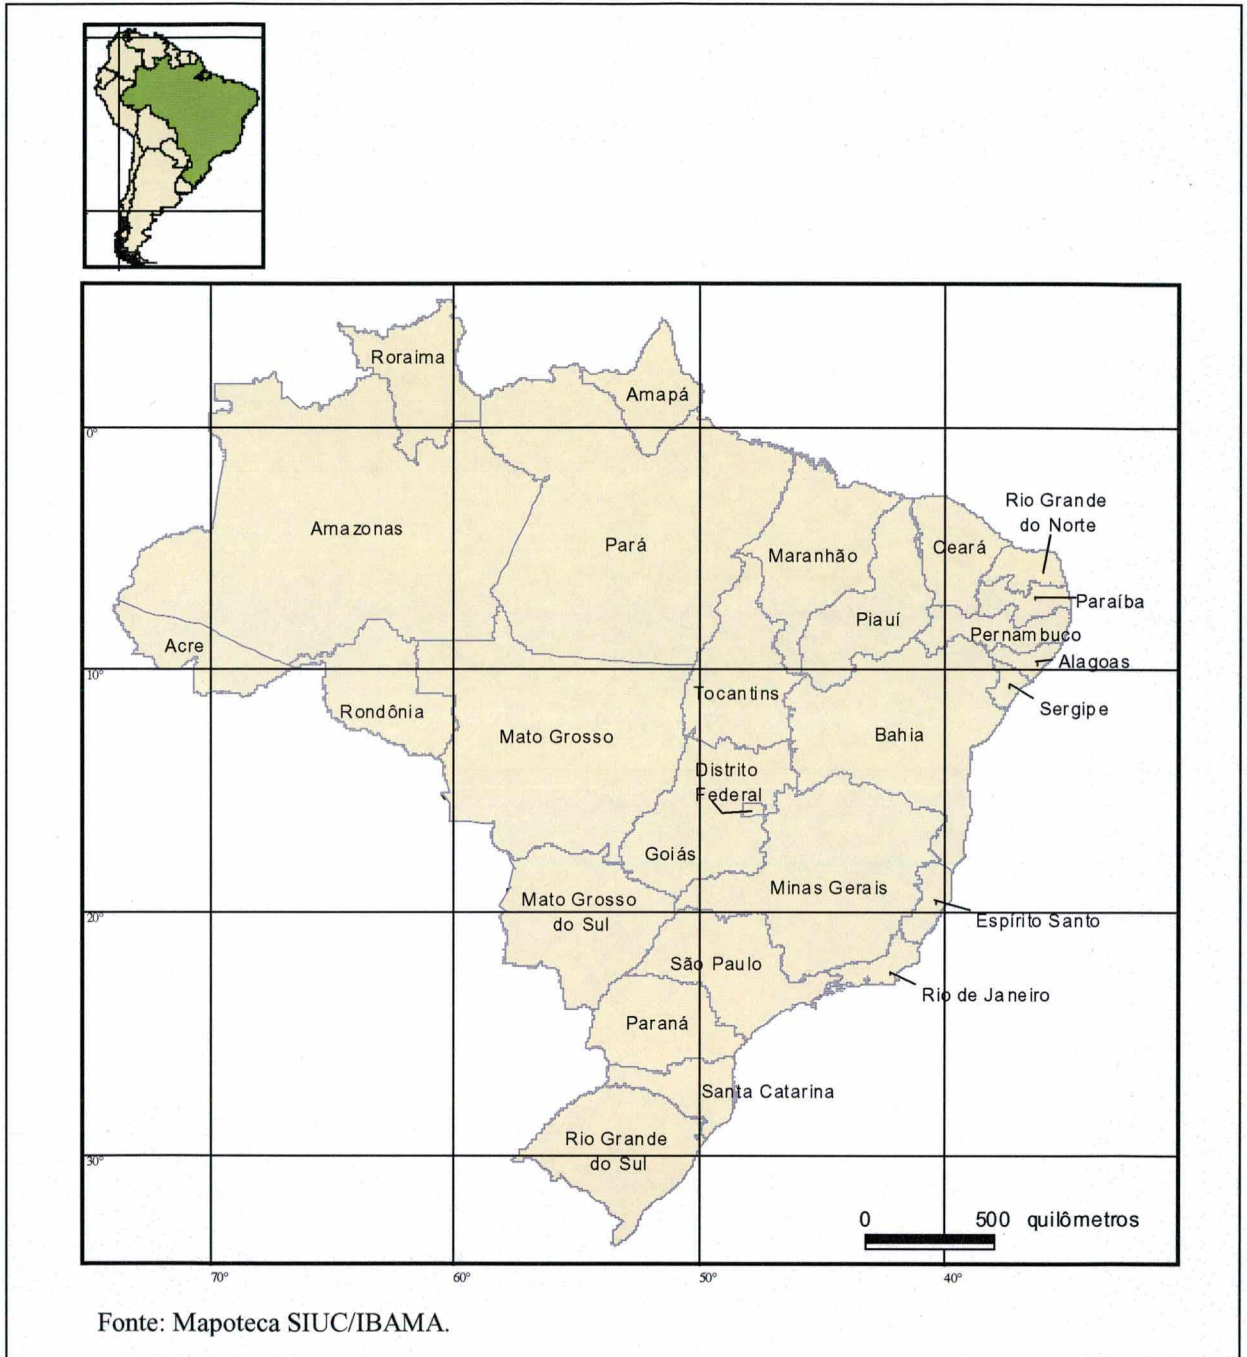 Roraima
Amapá
0°
Rio Grande
do Norte
Amazonas
Pará
Maranhão
Ceará
Paraíba
Piauí
Pernambuco
Acre
Alagoas
10°
Tocantins
Sergipe
Rondônia
Mato Grosso
Bahia
Distrito
Federal
Goiás
Minas Gerais
Mato Grosso
do Sul
20°
Espírito Santo
São Paulo
Rio de Janeiro
Paraná
Santa Catarina
Rio Grande
do Sul
30°
0 500 quilômetros
70° 60° 50° 40°
Fonte: Mapoteca SIUC/IBAMA.